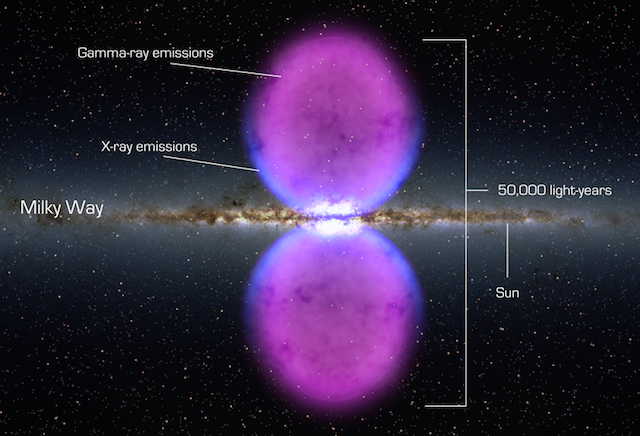 Gamma-ray emissions
X-ray emissions
Milky Way
50,000 light-years
Sun